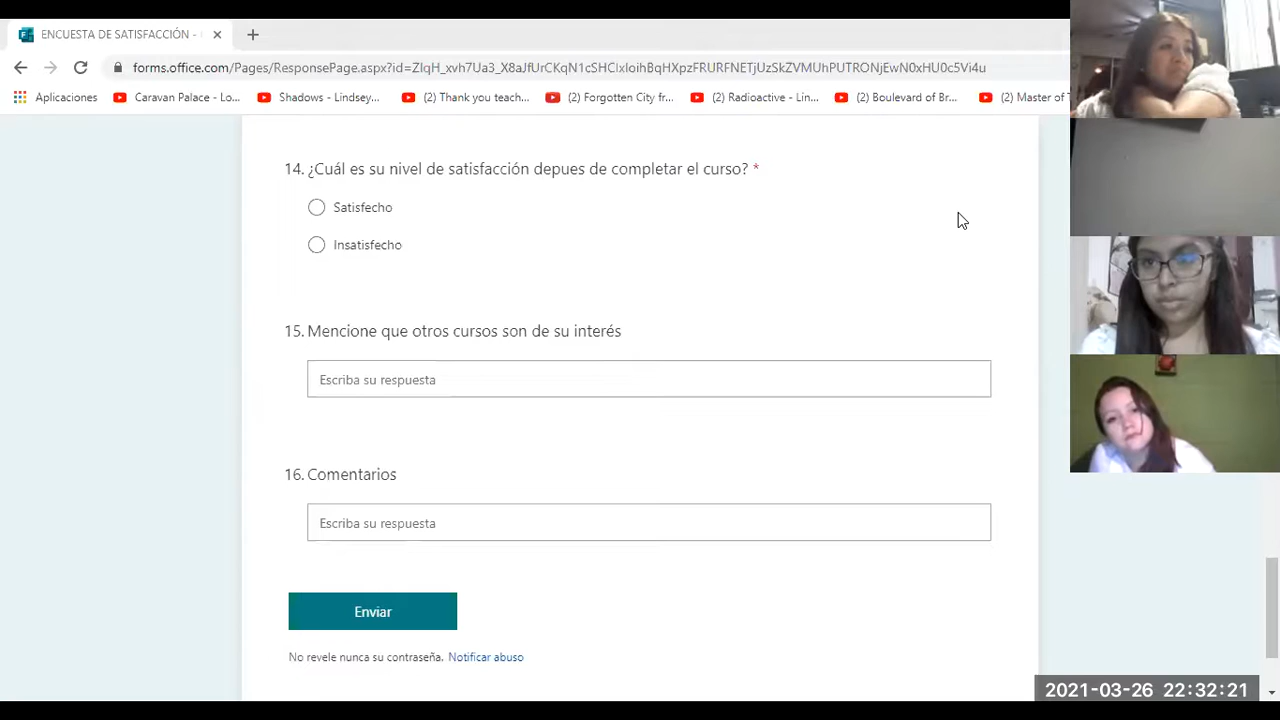 ENCUESTA DE SATISFACCIÓN -
forms.office.com/Pages/ResponsePage.aspx?id=ZIqH_xvh7Ua3_X8aJfUrCKqN1cSHClxIoihBqHXpzFRURFNETjUzSkZVMUhPUTRONjEwN0xHU0c5Vi4u
Aplicaciones Caravan Palace - Lo... Shadows - Lindsey... (2) Thank you teach... (2) Forgotten City fr... (2) Radioactive - Lin... (2) Boulevard of Br... (2) Master of T
14. ¿Cuál es su nivel de satisfacción depues de completar el curso? *
Satisfecho
Insatisfecho
15. Mencione que otros cursos son de su interés
Escriba su respuesta
16. Comentarios
Escriba su respuesta
Enviar
No revele nunca su contraseña. Notificar abuso
2021-03-26 22:32:21